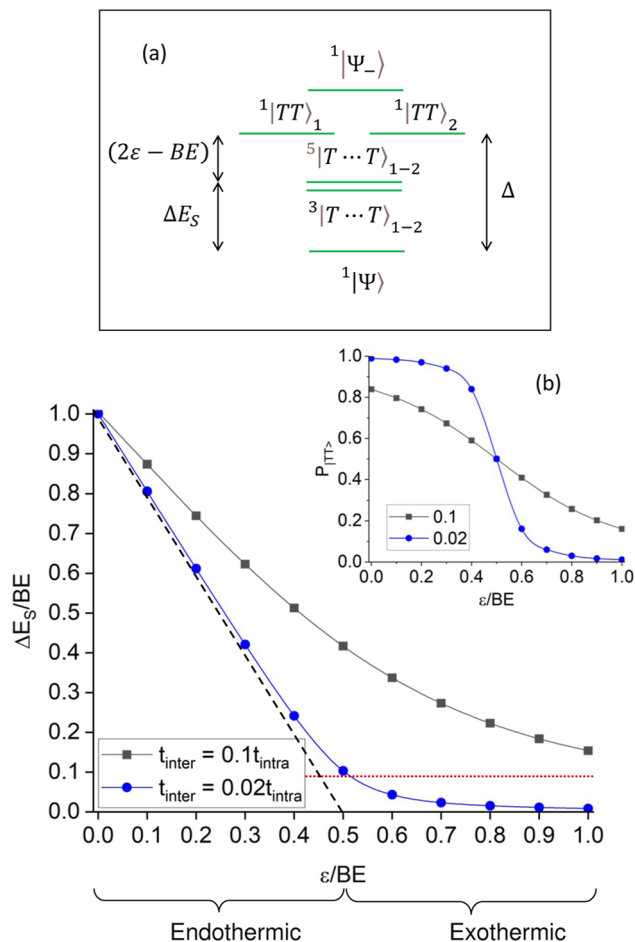 (a)
¹|Ψ₋⟩
¹|TT⟩₁
¹|TT⟩₂
(2ε − BE)
⁵|T ⋯ T⟩₁₋₂
ΔE_S
³|T ⋯ T⟩₁₋₂
Δ
¹|Ψ⟩
(b)
P_|TT>
1.0
0.8
0.6
0.4
0.2
0.0
0.1
0.02
0.0 0.2 0.4 0.6 0.8 1.0
ε/BE
ΔE_S/BE
1.0
0.9
0.8
0.7
0.6
0.5
0.4
0.3
0.2
0.1
0.0
t_inter = 0.1t_intra
t_inter = 0.02t_intra
0.0 0.1 0.2 0.3 0.4 0.5 0.6 0.7 0.8 0.9 1.0
ε/BE
Endothermic Exothermic